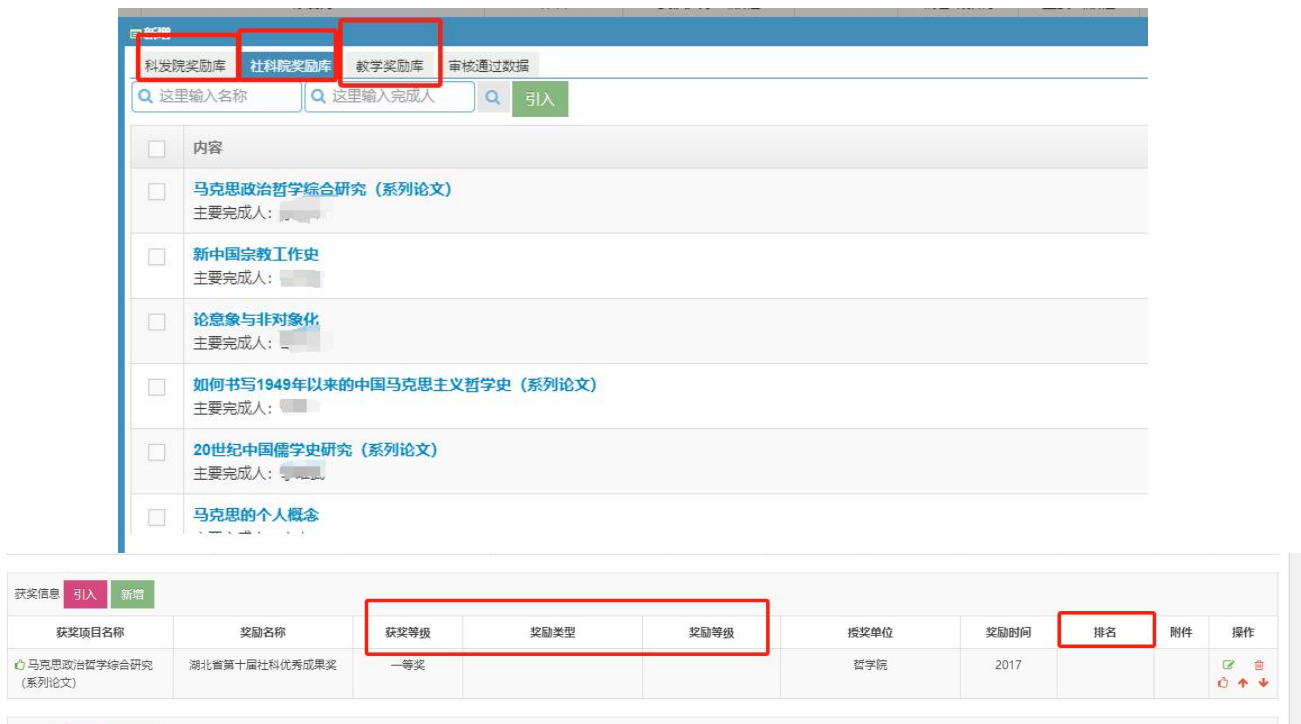 新增
科发院奖励库 社科院奖励库 教学奖励库 审核通过数据
这里输入名称 这里输入完成人 引入
内容
马克思政治哲学综合研究（系列论文）
主要完成人：
新中国宗教工作史
主要完成人：
论意象与非对象化
主要完成人：
如何书写1949年以来的中国马克思主义哲学史（系列论文）
主要完成人：
20世纪中国儒学史研究（系列论文）
主要完成人：
马克思的个人概念
获奖信息 引入 新增
获奖项目名称 奖励名称 获奖等级 奖励类型 奖励等级 授奖单位 奖励时间 排名 附件 操作
马克思政治哲学综合研究 湖北省第十届社科优秀成果奖 一等奖 哲学院 2017
（系列论文）